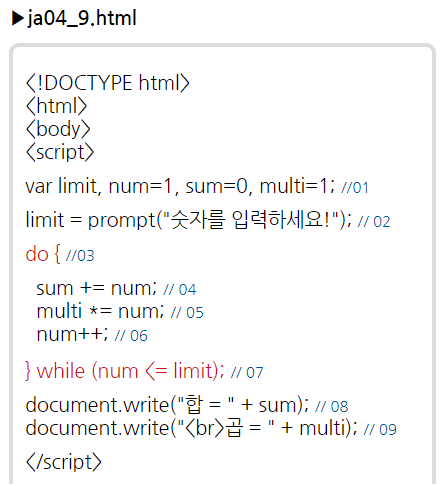 ▶ja04_9.html
<!DOCTYPE html>
<html>
<body>
<script>
var limit, num=1, sum=0, multi=1; //01
limit = prompt("숫자를 입력하세요!"); // 02
do { //03
sum += num; // 04
multi *= num; // 05
num++; // 06
} while (num <= limit); // 07
document.write("합 = " + sum); // 08
document.write("<br>곱 = " + multi); // 09
</script>